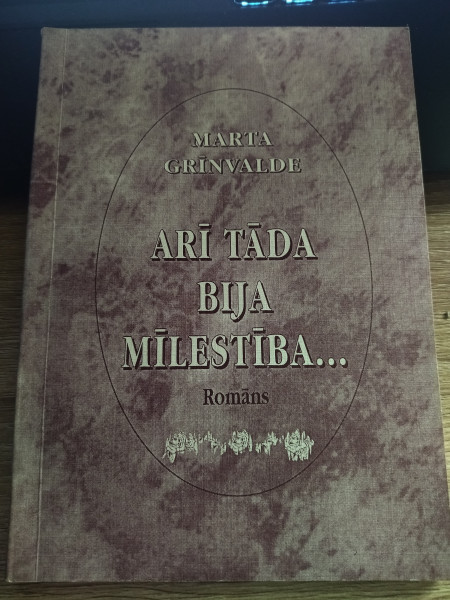 MARTA
GRĪNVALDE
ARĪ TĀDA
BIJA
MĪLESTĪBA...
Romāns